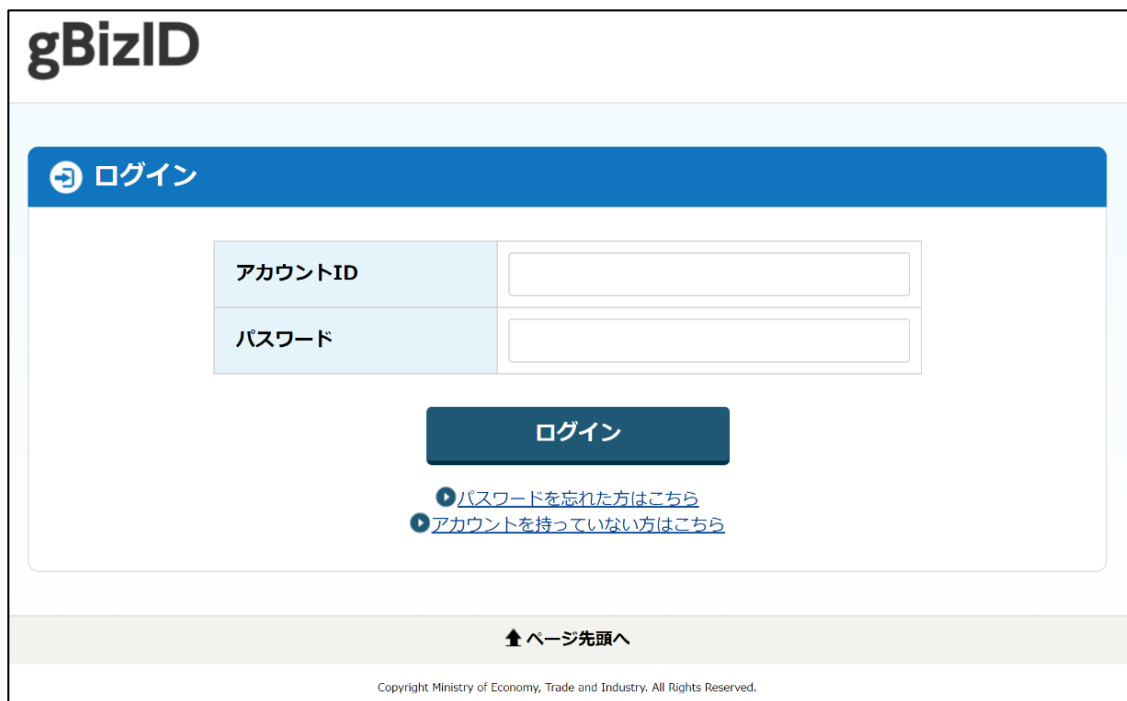 gBizID
ログイン
アカウントID
パスワード
ログイン
パスワードを忘れた方はこちら
アカウントを持っていない方はこちら
ページ先頭へ
Copyright Ministry of Economy, Trade and Industry. All Rights Reserved.